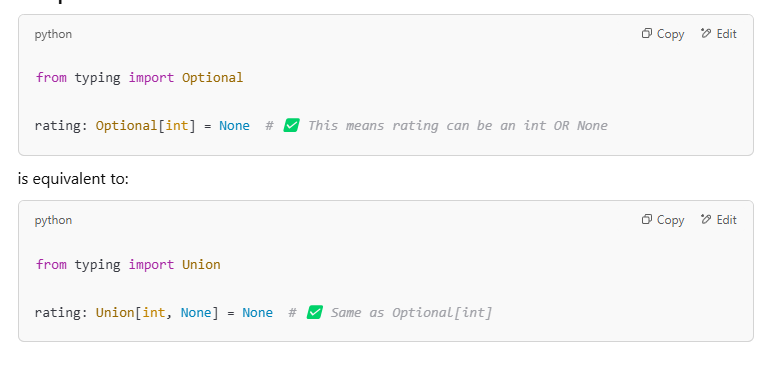 python
Copy
Edit
from typing import Optional
rating: Optional[int] = None # ✅ This means rating can be an int OR None
is equivalent to:
python
Copy
Edit
from typing import Union
rating: Union[int, None] = None # ✅ Same as Optional[int]